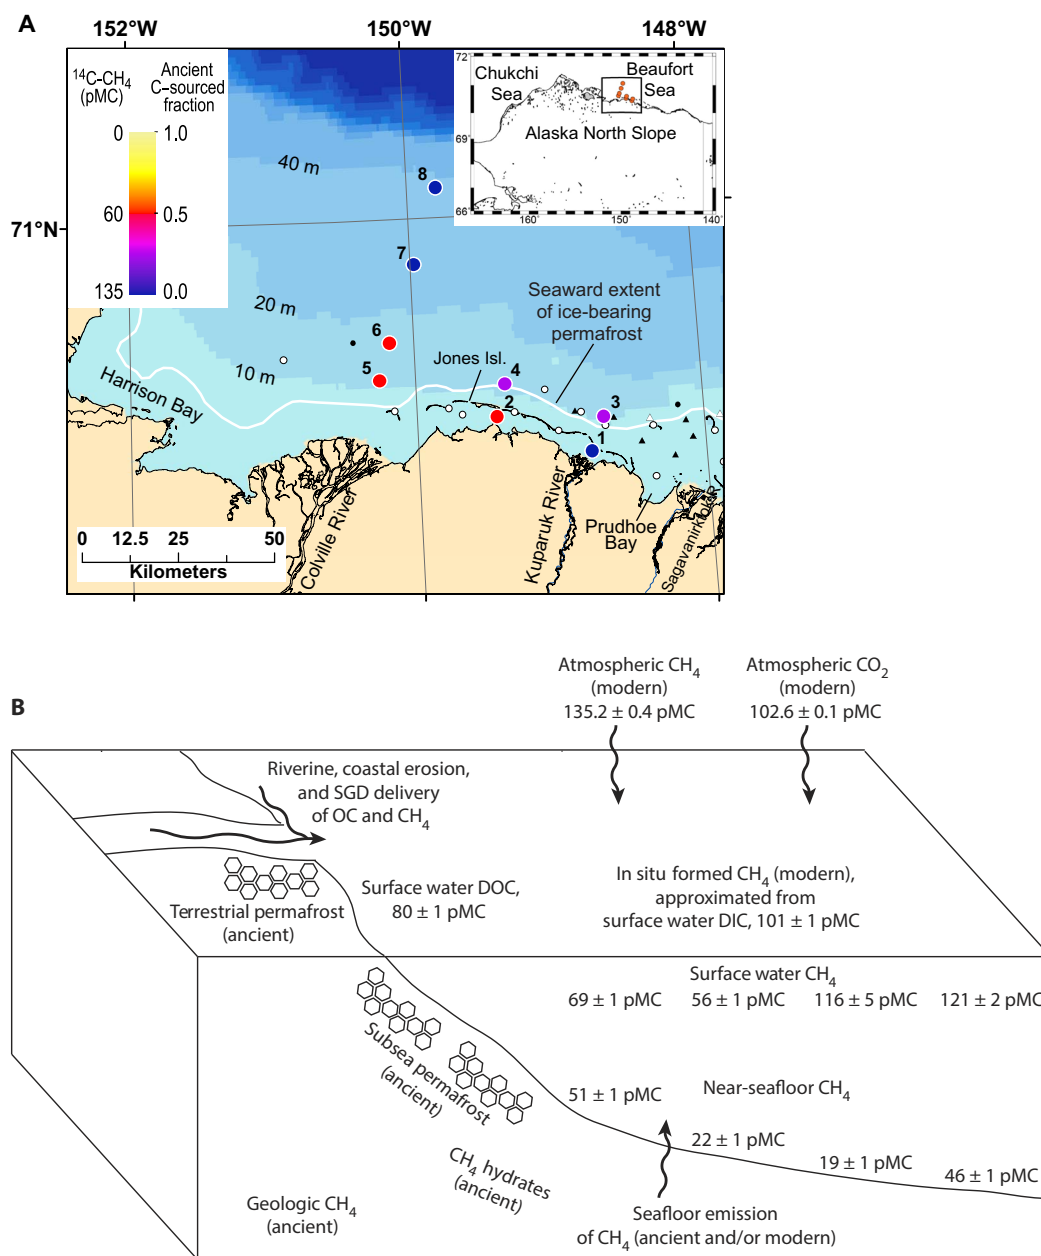 A
152°W
150°W
148°W
¹⁴C-CH₄
(pMC)
Ancient
C–sourced
fraction
0
1.0
60
0.5
135
0.0
71°N
40 m
20 m
10 m
8
7
6
5
4
3
2
1
Chukchi
Sea
Beaufort
Sea
Alaska North Slope
72
69
66
160°
150°
140°
Seaward extent
of ice-bearing
permafrost
Jones Isl.
Harrison Bay
Colville River
Kuparuk River
Prudhoe
Bay
0 12.5 25 50
Kilometers
B
Atmospheric CH₄
(modern)
135.2 ± 0.4 pMC
Atmospheric CO₂
(modern)
102.6 ± 0.1 pMC
Riverine, coastal erosion,
and SGD delivery
of OC and CH₄
Terrestrial permafrost
(ancient)
Surface water DOC,
80 ± 1 pMC
In situ formed CH₄ (modern),
approximated from
surface water DIC, 101 ± 1 pMC
Surface water CH₄
69 ± 1 pMC 56 ± 1 pMC 116 ± 5 pMC 121 ± 2 pMC
Subsea permafrost
(ancient)
51 ± 1 pMC
Near-seafloor CH₄
22 ± 1 pMC
19 ± 1 pMC
46 ± 1 pMC
CH₄ hydrates
(ancient)
Geologic CH₄
(ancient)
Seafloor emission
of CH₄ (ancient and/or modern)